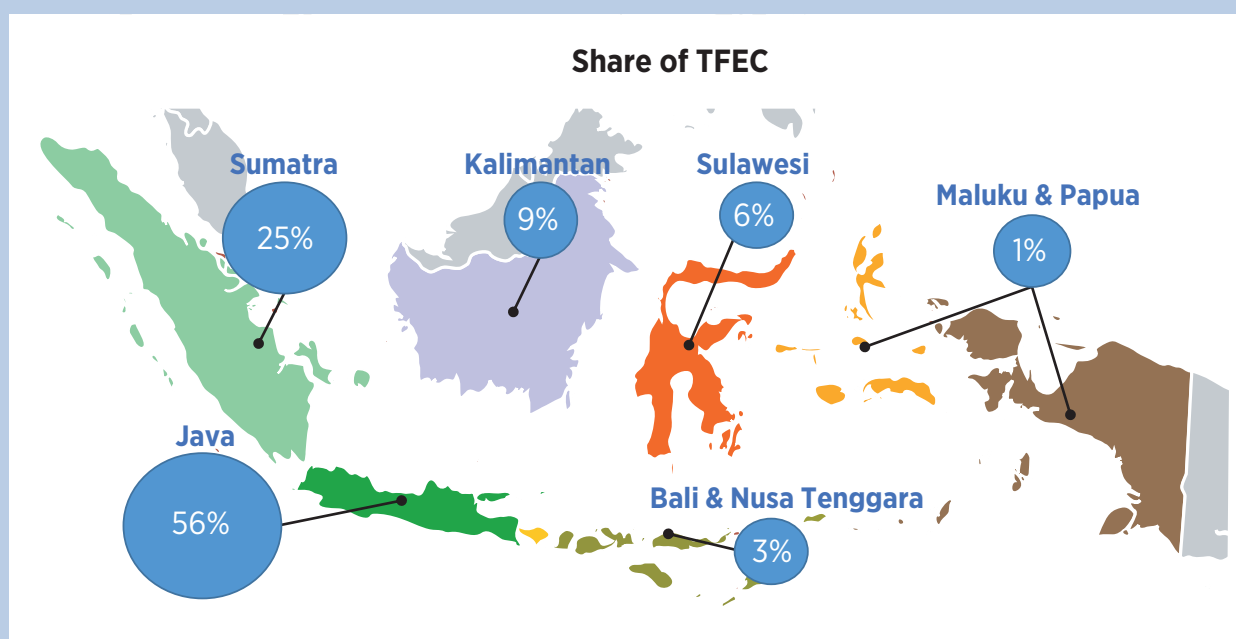 Share of TFEC
Sumatra
25%
Kalimantan
9%
Sulawesi
6%
Maluku & Papua
1%
Java
56%
Bali & Nusa Tenggara
3%